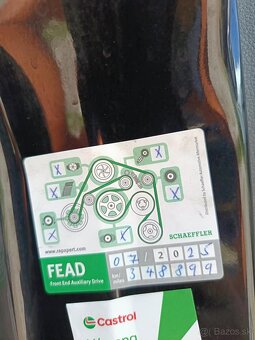 X X
X X
X
www.repxpert.com
SCHAEFFLER
FEAD
Front End Auxiliary Drive
07/2025
km/
miles
348899
Castrol
Bazos.sk